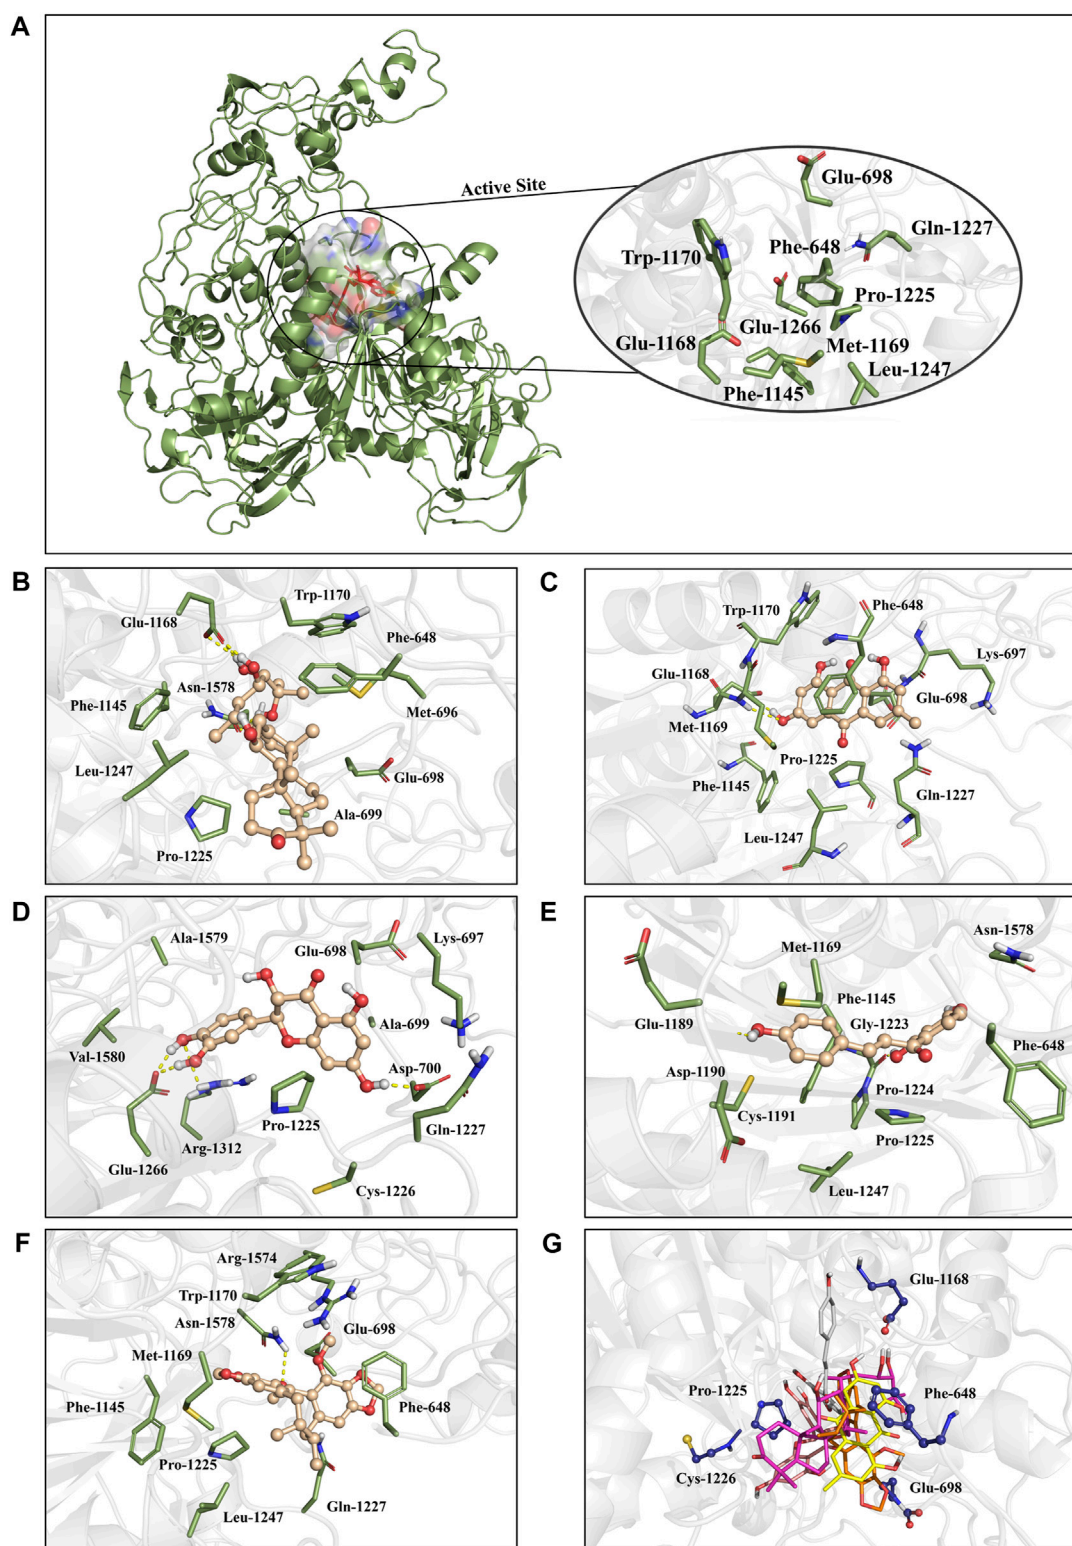 A
Active Site
Glu-698
Gln-1227
Phe-648
Trp-1170
Pro-1225
Glu-1266
Glu-1168
Met-1169
Leu-1247
Phe-1145
B
Trp-1170
Glu-1168
Phe-648
Asn-1578
Phe-1145
Met-696
Leu-1247
Glu-698
Ala-699
Pro-1225
C
Phe-648
Trp-1170
Lys-697
Glu-1168
Glu-698
Met-1169
Pro-1225
Phe-1145
Gln-1227
Leu-1247
D
Ala-1579
Glu-698
Lys-697
Ala-699
Val-1580
Asp-700
Pro-1225
Gln-1227
Arg-1312
Glu-1266
Cys-1226
E
Asn-1578
Met-1169
Phe-1145
Glu-1189
Gly-1223
Phe-648
Asp-1190
Pro-1224
Cys-1191
Pro-1225
Leu-1247
F
Arg-1574
Trp-1170
Asn-1578
Glu-698
Met-1169
Phe-1145
Phe-648
Pro-1225
Gln-1227
Leu-1247
G
Glu-1168
Pro-1225
Phe-648
Cys-1226
Glu-698